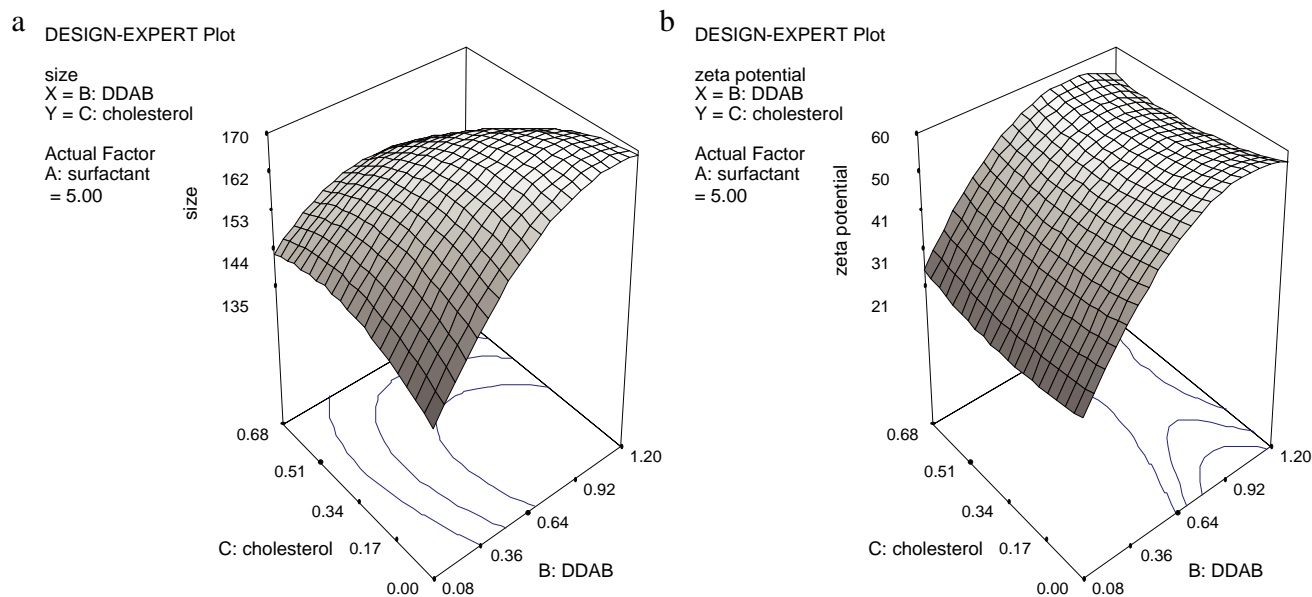 a
DESIGN-EXPERT Plot
size
X = B: DDAB
Y = C: cholesterol
Actual Factor
A: surfactant
= 5.00
170
162
153
144
135
size
0.68
0.51
0.34
0.17
0.00
C: cholesterol
0.08
0.36
0.64
0.92
1.20
B: DDAB
b
DESIGN-EXPERT Plot
zeta potential
X = B: DDAB
Y = C: cholesterol
Actual Factor
A: surfactant
= 5.00
60
50
41
31
21
zeta potential
0.68
0.51
0.34
0.17
0.00
C: cholesterol
0.08
0.36
0.64
0.92
1.20
B: DDAB